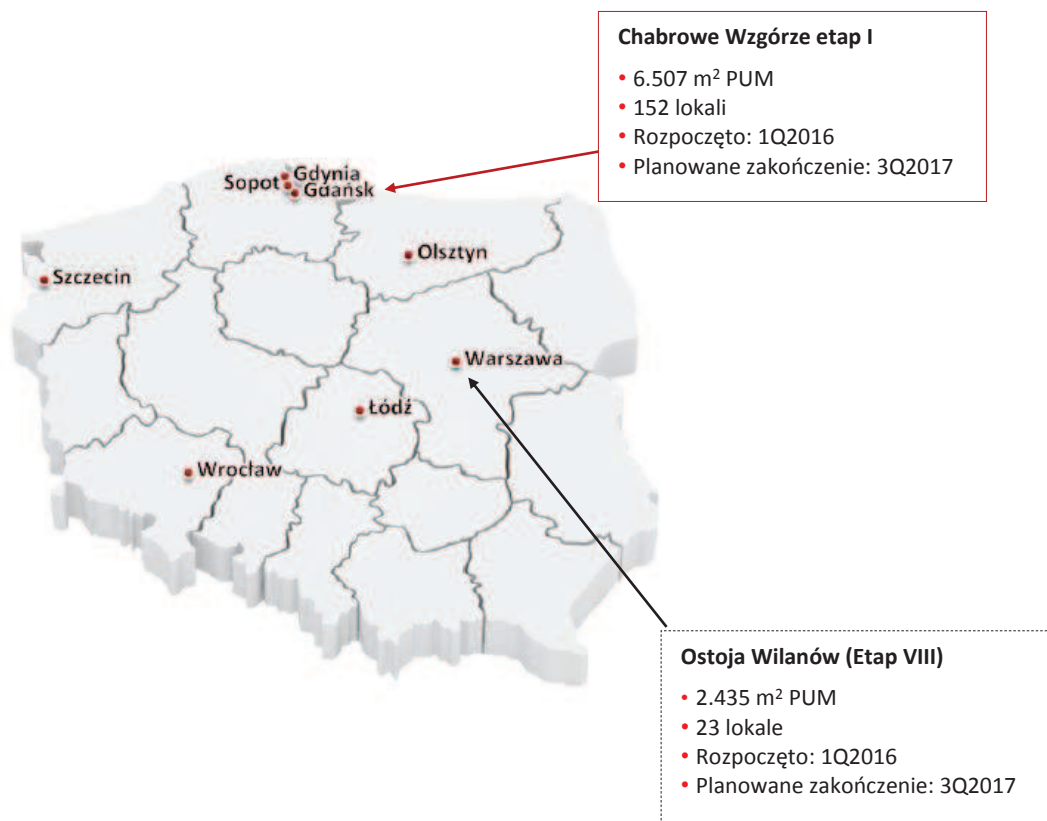 Chabrowe Wzgórze etap I
• 6.507 m² PUM
• 152 lokali
• Rozpoczęto: 1Q2016
• Planowane zakończenie: 3Q2017
Gdynia
Sopot
Gdańsk
Olsztyn
Szczecin
Warszawa
Łódź
Wrocław
Ostoja Wilanów (Etap VIII)
• 2.435 m² PUM
• 23 lokale
• Rozpoczęto: 1Q2016
• Planowane zakończenie: 3Q2017